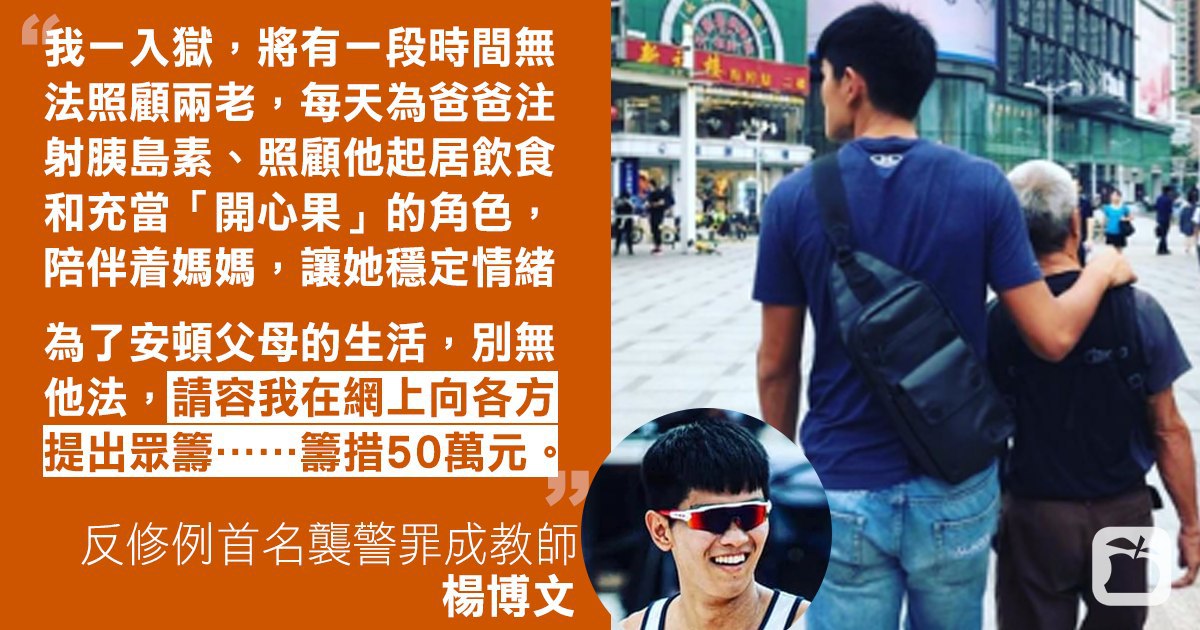 我一入獄，將有一段時間無
法照顧兩老，每天為爸爸注
射胰島素、照顧他起居飲食
和充當「開心果」的角色，
陪伴着媽媽，讓她穩定情緒
為了安頓父母的生活，別無
他法，請容我在網上向各方
提出眾籌……籌措50萬元。
反修例首名襲警罪成教師
楊博文